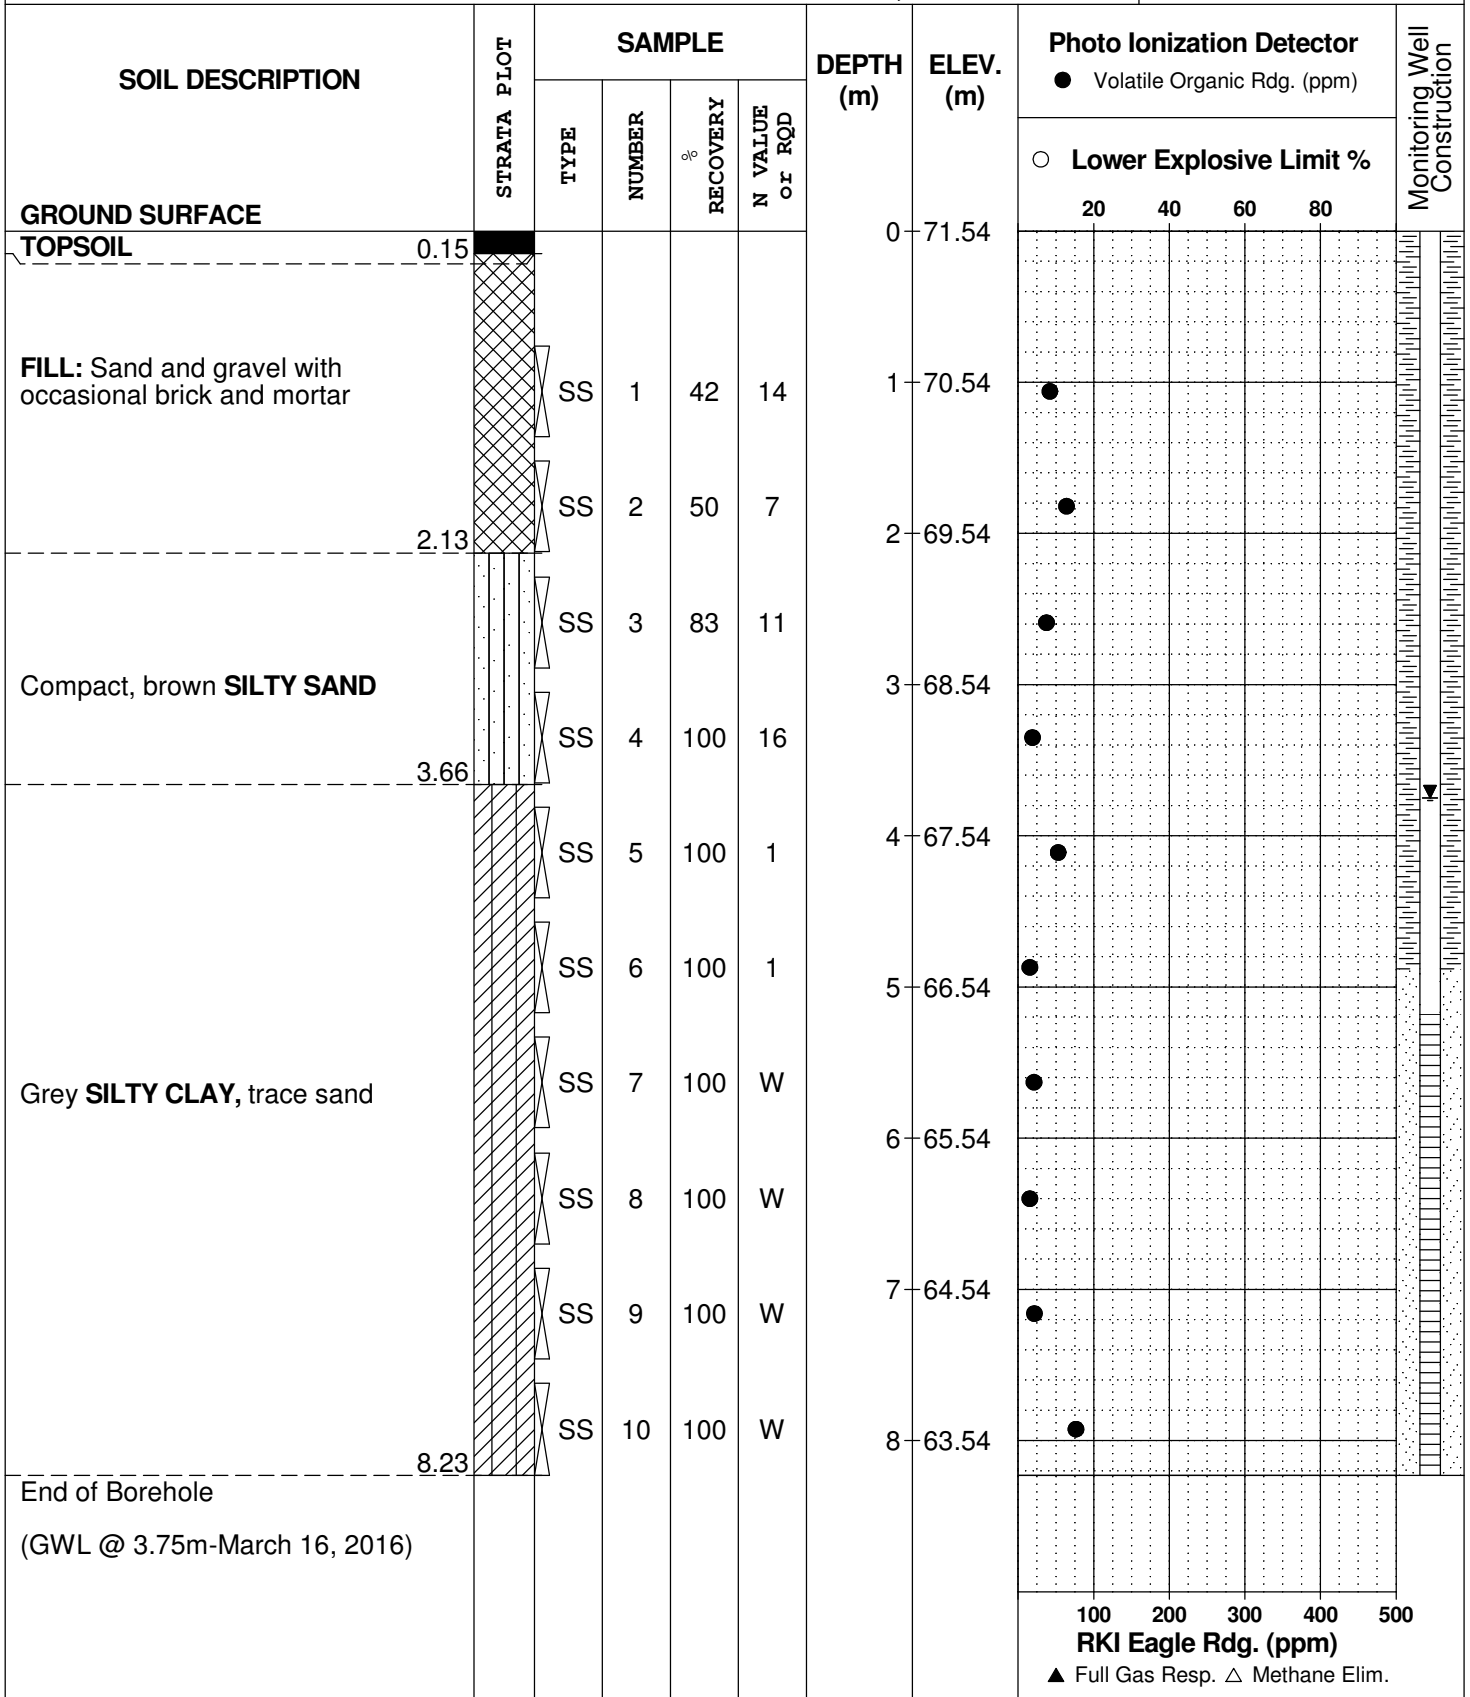 SOIL DESCRIPTION
STRATA PLOT
SAMPLE
TYPE
NUMBER
% RECOVERY
N VALUE or RQD
DEPTH (m)
ELEV. (m)
Photo Ionization Detector
● Volatile Organic Rdg. (ppm)
○ Lower Explosive Limit %
20 40 60 80
Monitoring Well Construction
GROUND SURFACE
0 71.54
TOPSOIL 0.15
FILL: Sand and gravel with
occasional brick and mortar
1 70.54
SS 1 42 14
SS 2 50 7
2 69.54
2.13
SS 3 83 11
Compact, brown SILTY SAND
3 68.54
SS 4 100 16
3.66
4 67.54
SS 5 100 1
SS 6 100 1
5 66.54
SS 7 100 W
Grey SILTY CLAY, trace sand
6 65.54
SS 8 100 W
7 64.54
SS 9 100 W
SS 10 100 W
8 63.54
8.23
End of Borehole
(GWL @ 3.75m-March 16, 2016)
100 200 300 400 500
RKI Eagle Rdg. (ppm)
▲ Full Gas Resp. △ Methane Elim.